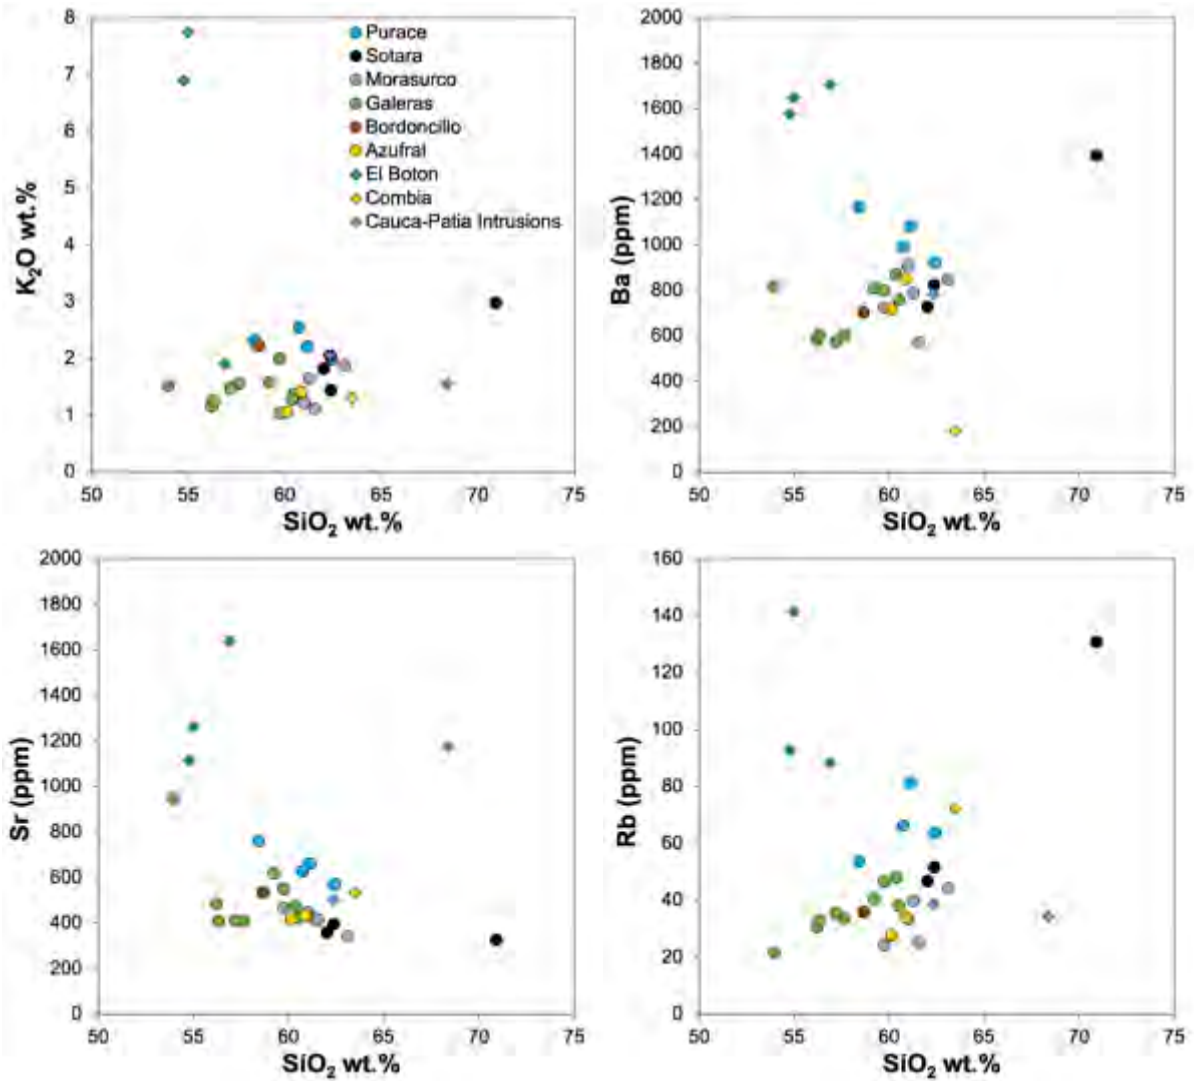 8
7
6
5
4
3
2
1
0
K₂O wt.%
50 55 60 65 70 75
SiO₂ wt.%
Purace
Sotara
Morasurco
Galeras
Bordoncillo
Azufral
El Boton
Combia
Cauca-Patia Intrusions
2000
1800
1600
1400
1200
1000
800
600
400
200
0
Ba (ppm)
50 55 60 65 70 75
SiO₂ wt.%
2000
1800
1600
1400
1200
1000
800
600
400
200
0
Sr (ppm)
50 55 60 65 70 75
SiO₂ wt.%
160
140
120
100
80
60
40
20
0
Rb (ppm)
50 55 60 65 70 75
SiO₂ wt.%